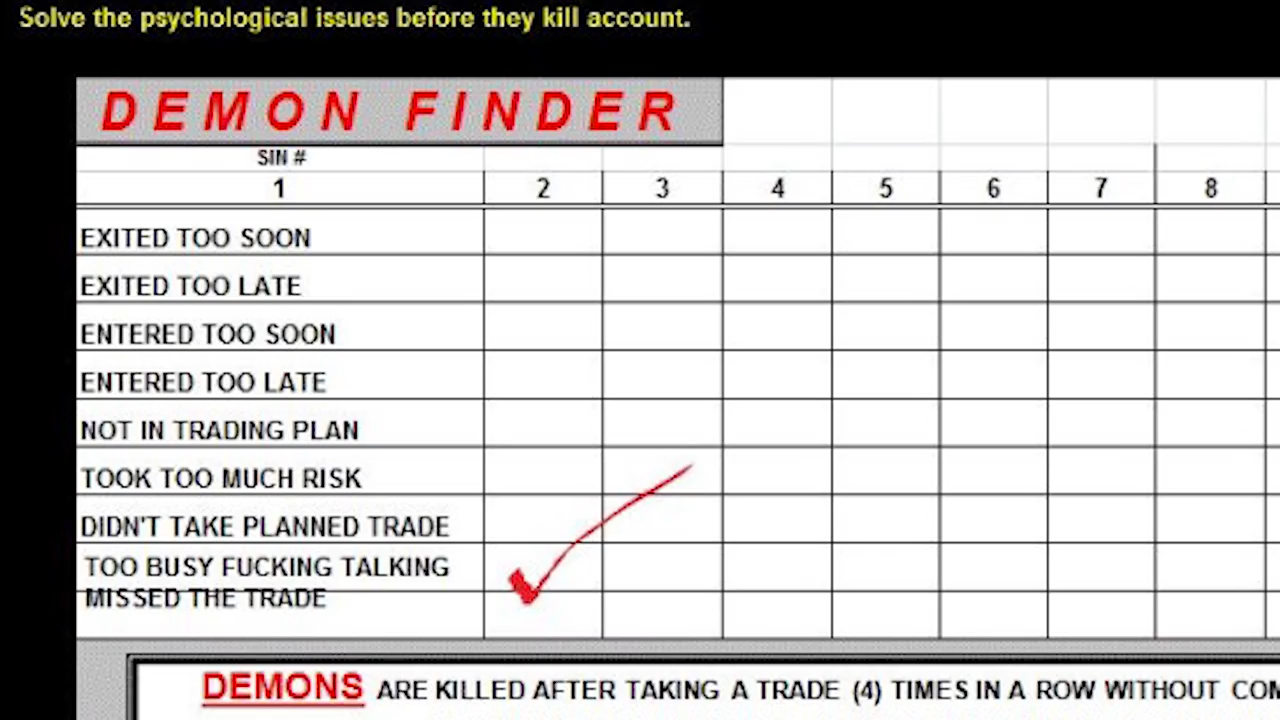 Solve the psychological issues before they kill account.
DEMON FINDER
SIN #
1 2 3 4 5 6 7 8
EXITED TOO SOON
EXITED TOO LATE
ENTERED TOO SOON
ENTERED TOO LATE
NOT IN TRADING PLAN
TOOK TOO MUCH RISK
DIDN'T TAKE PLANNED TRADE
TOO BUSY FUCKING TALKING
MISSED THE TRADE
DEMONS ARE KILLED AFTER TAKING A TRADE (4) TIMES IN A ROW WITHOUT